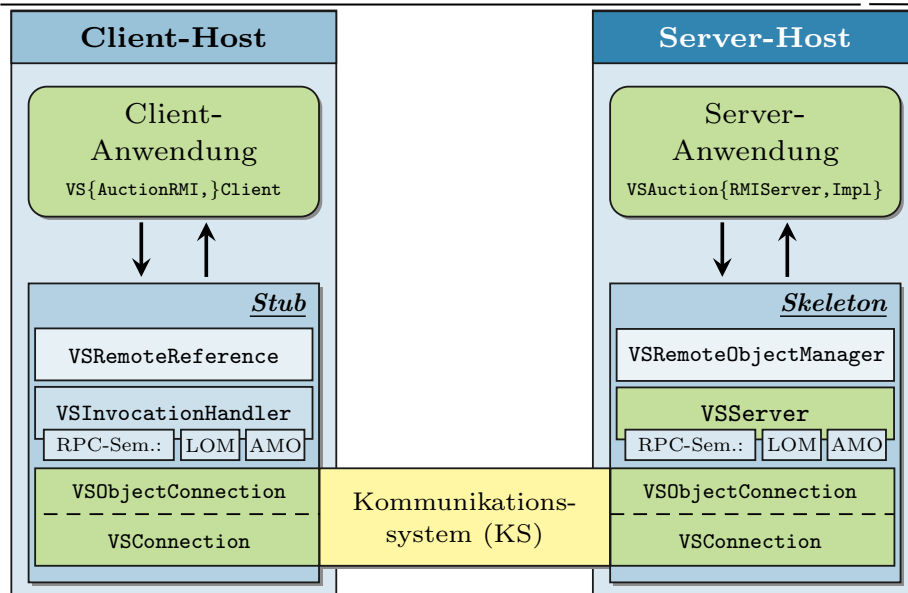 Client-Host
Client-
Anwendung
VS{AuctionRMI,}Client
Stub
VSRemoteReference
VSInvocationHandler
RPC-Sem.: LOM AMO
VSObjectConnection
VSConnection
Kommunikations-
system (KS)
Server-Host
Server-
Anwendung
VSAuction{RMIServer,Impl}
Skeleton
VSRemoteObjectManager
VSServer
RPC-Sem.: LOM AMO
VSObjectConnection
VSConnection